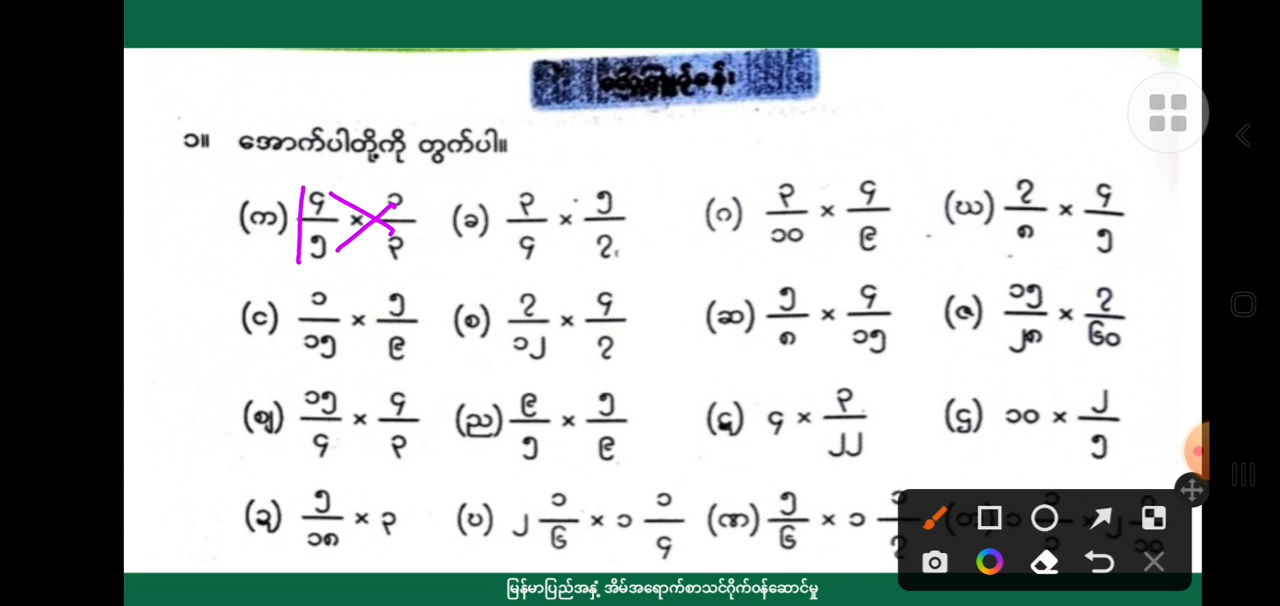 ၁။ အောက်ပါတို့ကို တွက်ပါ။
(က) ၄/၅ × ၁/၃ (ခ) ၃/၄ × ၅/၇ (ဂ) ၃/၁၀ × ၄/၉ (ဃ) ၇/၈ × ၄/၅
(င) ၁/၁၅ × ၅/၉ (စ) ၇/၁၂ × ၄/၇ (ဆ) ၅/၈ × ၄/၁၅ (ဇ) ၁၅/၂၈ × ၇/၆၀
(ဈ) ၁၅/၄ × ၄/၃ (ည) ၉/၅ × ၅/၉ (ဋ) ၄ × ၃/၂၂ (ဌ) ၁၀ × ၂/၅
(ဍ) ၅/၁၈ × ၃ (ဎ) ၂ ၁/၆ × ၁ ၁/၄ (ဏ) ၅/၆ × ၁
မြန်မာပြည်အနှံ့ အိမ်အရောက်စာသင်ဂိုက်ဝန်ဆောင်မှု